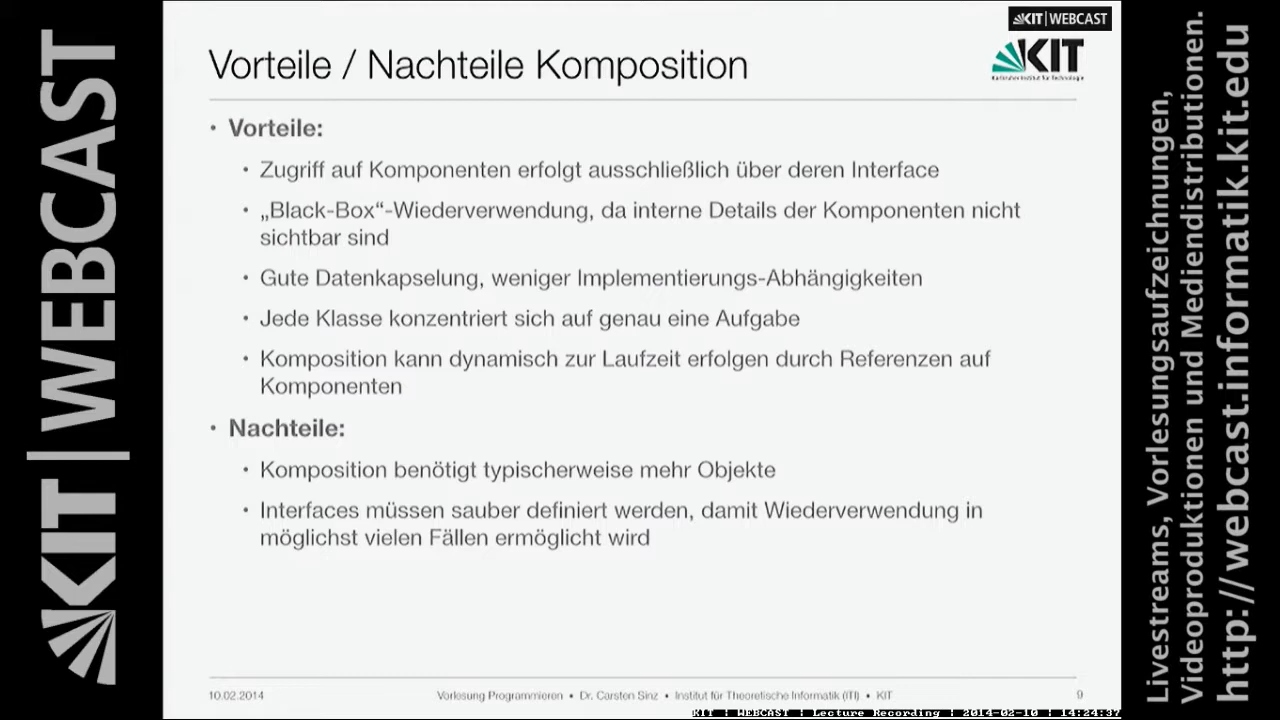 KIT|WEBCAST
KIT|WEBCAST
KIT
Karlsruher Institut für Technologie
Vorteile / Nachteile Komposition
• Vorteile:
• Zugriff auf Komponenten erfolgt ausschließlich über deren Interface
• „Black-Box“-Wiederverwendung, da interne Details der Komponenten nicht
sichtbar sind
• Gute Datenkapselung, weniger Implementierungs-Abhängigkeiten
• Jede Klasse konzentriert sich auf genau eine Aufgabe
• Komposition kann dynamisch zur Laufzeit erfolgen durch Referenzen auf
Komponenten
• Nachteile:
• Komposition benötigt typischerweise mehr Objekte
• Interfaces müssen sauber definiert werden, damit Wiederverwendung in
möglichst vielen Fällen ermöglicht wird
10.02.2014
Vorlesung Programmieren • Dr. Carsten Sinz • Institut für Theoretische Informatik (ITI) • KIT
9
KIT : WEBCAST : Lecture Recording : 2014-02-10 : 14:24:37
Livestreams, Vorlesungsaufzeichnungen,
Videoproduktionen und Mediendistributionen.
http://webcast.informatik.kit.edu